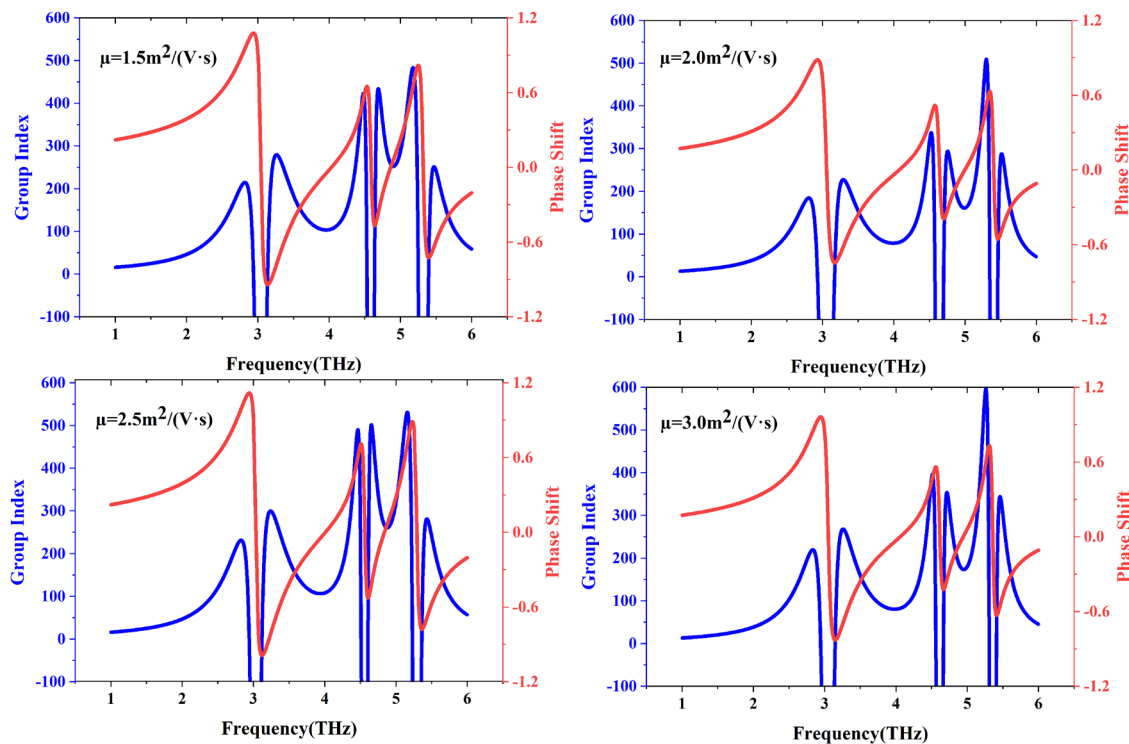 μ=1.5m²/(V·s)
600
500
400
300
200
100
0
-100
Group Index
1.2
0.6
0.0
-0.6
-1.2
Phase Shift
1 2 3 4 5 6
Frequency(THz)
μ=2.0m²/(V·s)
600
500
400
300
200
100
0
-100
Group Index
1.2
0.6
0.0
-0.6
-1.2
Phase Shift
1 2 3 4 5 6
Frequency(THz)
μ=2.5m²/(V·s)
600
500
400
300
200
100
0
-100
Group Index
1.2
0.6
0.0
-0.6
-1.2
Phase Shift
1 2 3 4 5 6
Frequency(THz)
μ=3.0m²/(V·s)
600
500
400
300
200
100
0
-100
Group Index
1.2
0.6
0.0
-0.6
-1.2
Phase Shift
1 2 3 4 5 6
Frequency(THz)